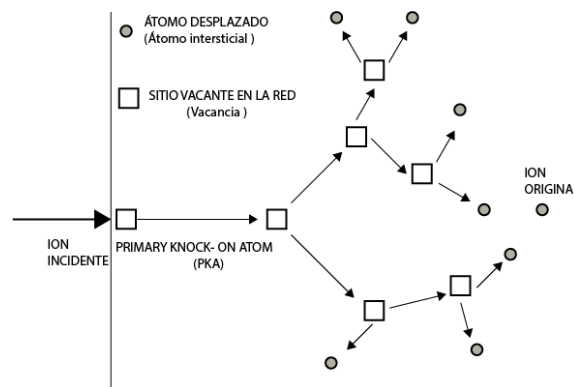 ÁTOMO DESPLAZADO
(Átomo intersticial )
SITIO VACANTE EN LA RED
(Vacancia )
ION
ORIGINA
ION
INCIDENTE
PRIMARY KNOCK- ON ATOM
(PKA)